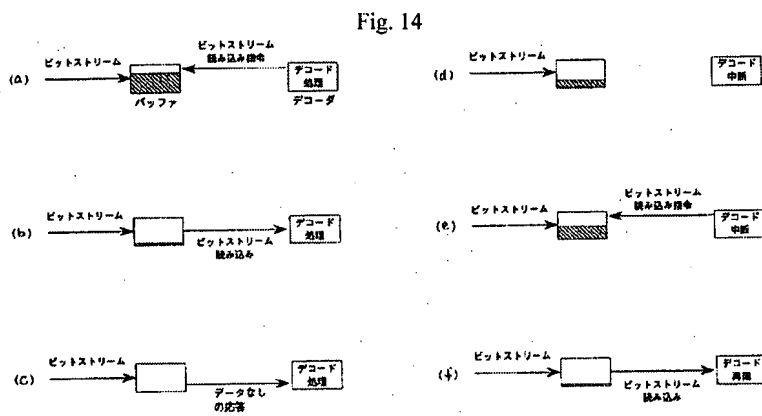 Fig. 14
(a)
ビットストリーム
ビットストリーム
読み込み指令
デコード
処理
バッファ
デコーダ
(b)
ビットストリーム
ビットストリーム
読み込み
デコード
処理
(c)
ビットストリーム
データなし
の応答
デコード
処理
(d)
ビットストリーム
デコード
中断
(e)
ビットストリーム
ビットストリーム
読み込み指令
デコード
中断
(f)
ビットストリーム
ビットストリーム
読み込み
デコード
再開